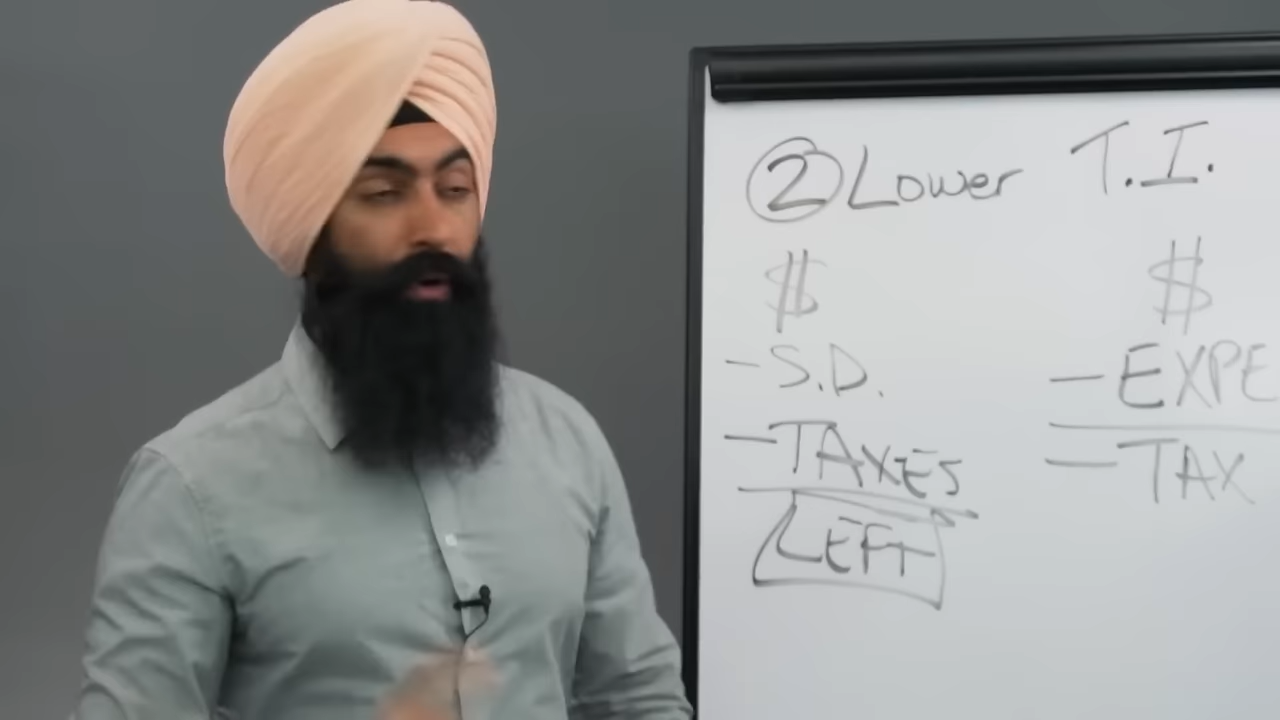 ② Lower T.I.
$
- S.D.
- TAXES
LEFT
$
- EXPE
- TAX